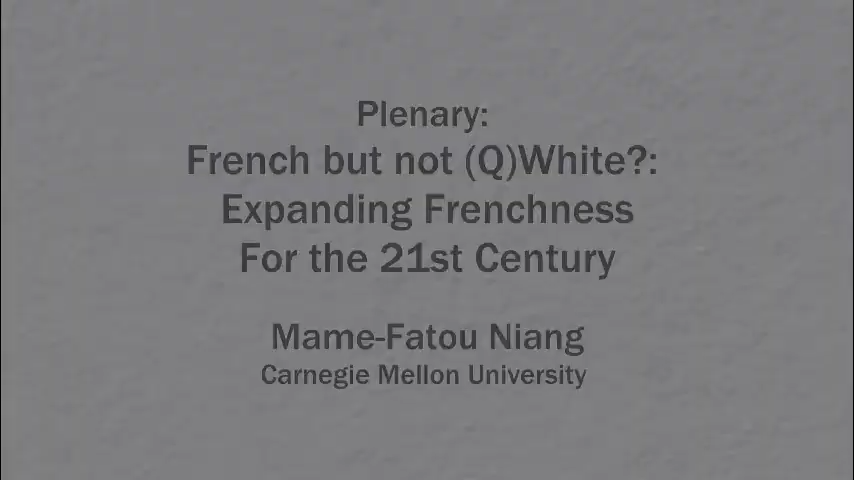 Plenary:
French but not (Q)White?:
Expanding Frenchness
For the 21st Century
Mame-Fatou Niang
Carnegie Mellon University